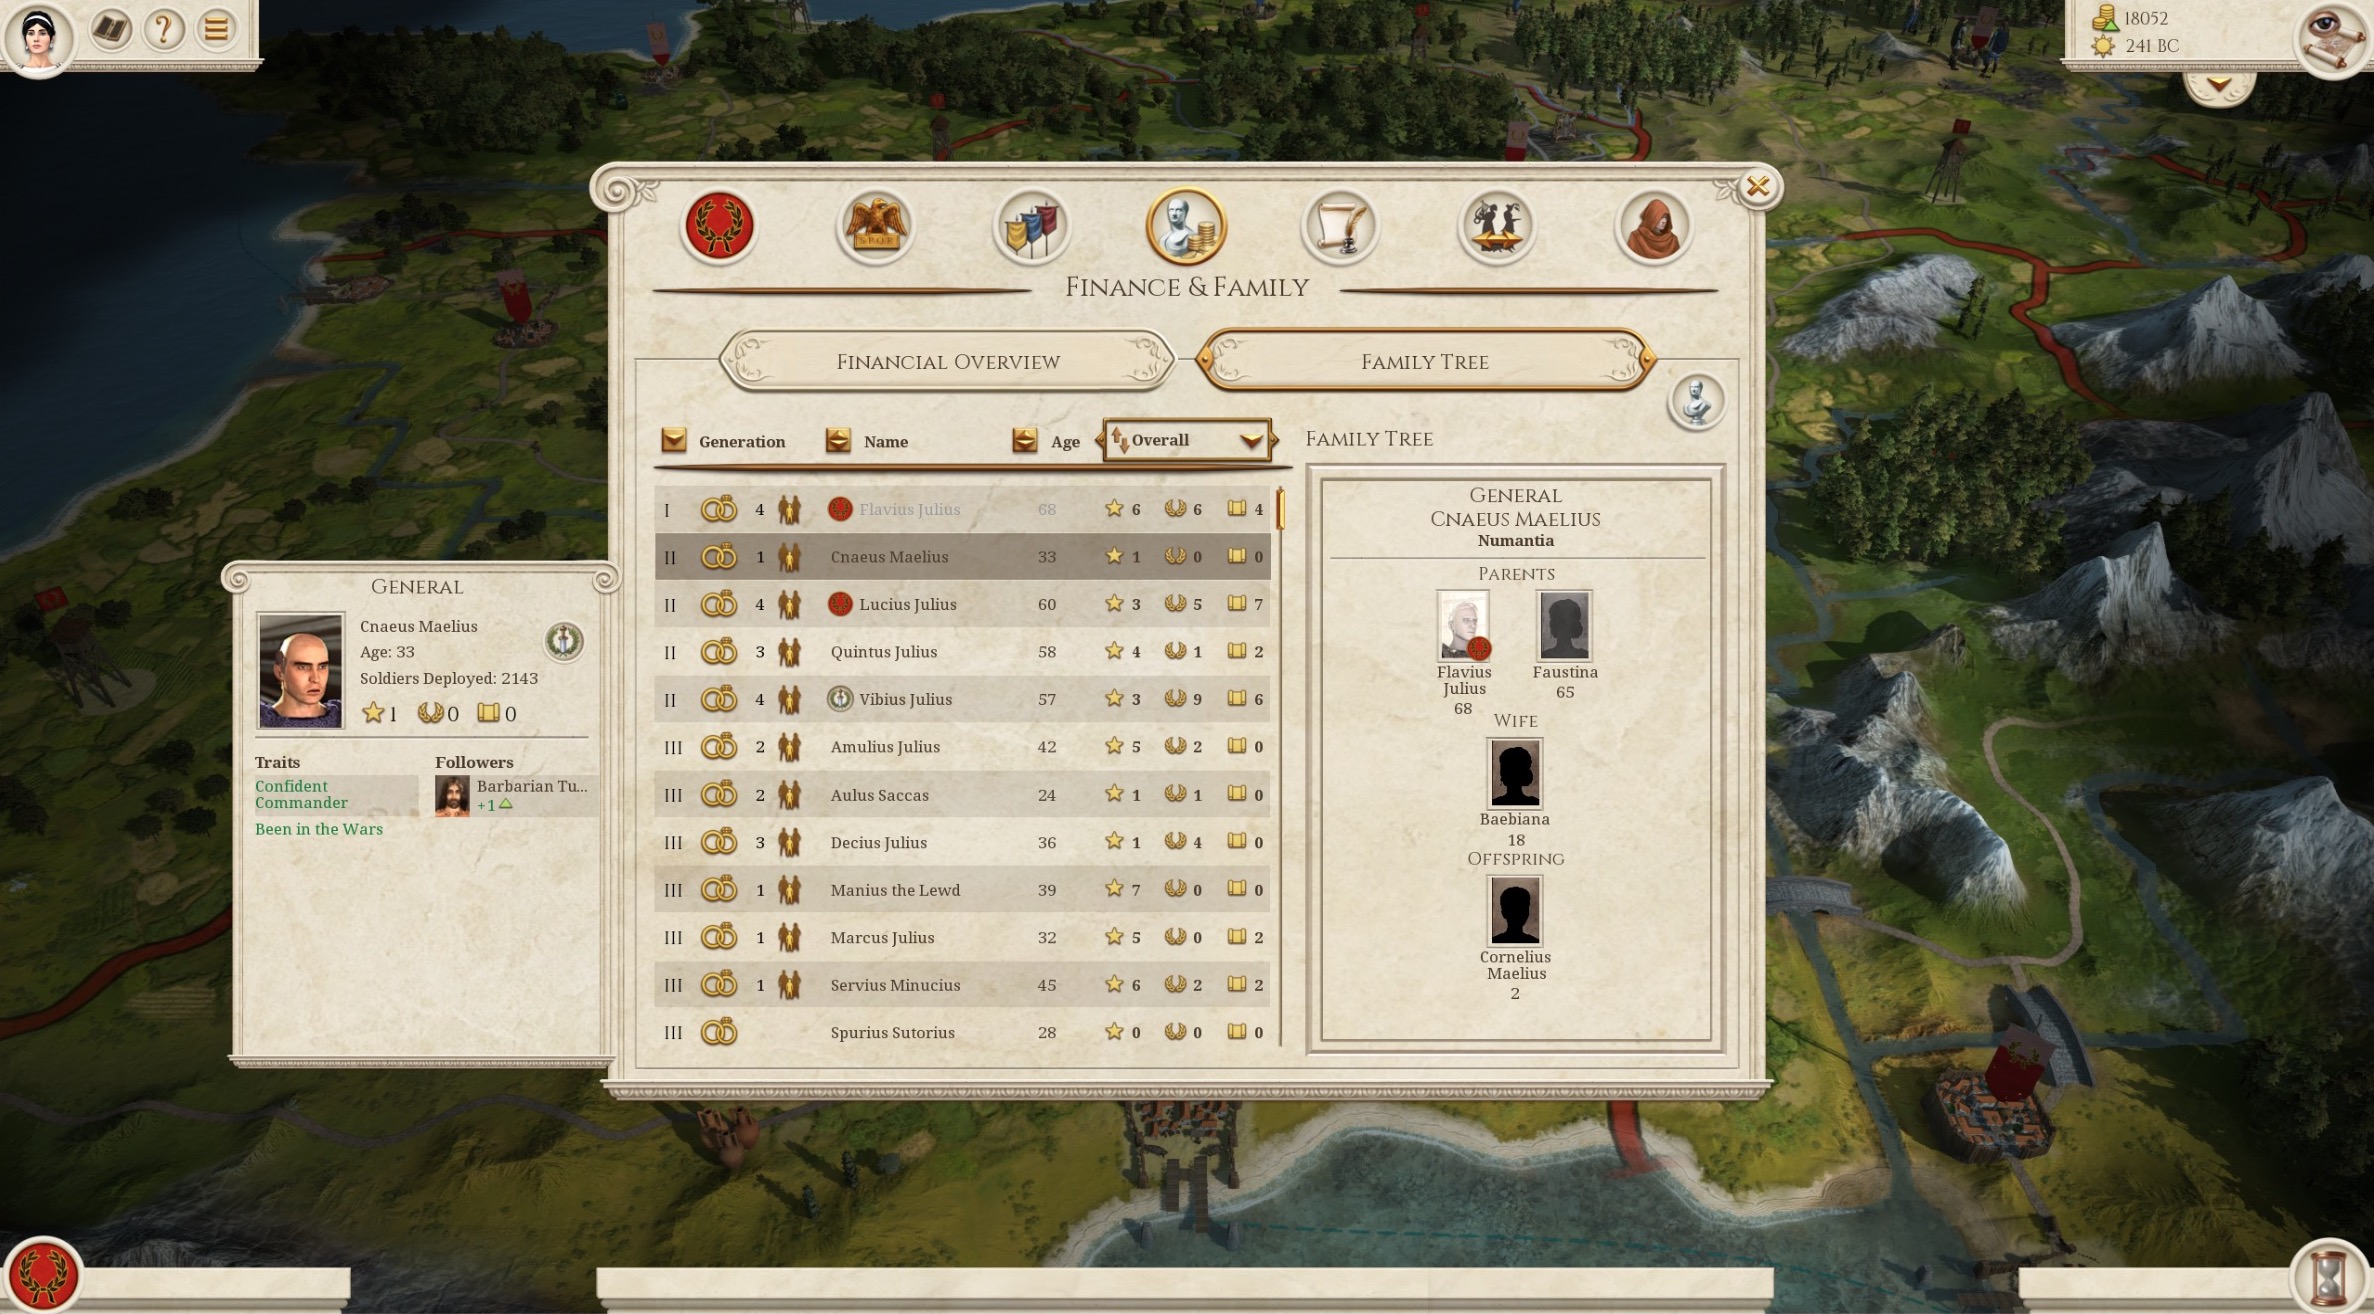 18052
241 BC
SPQR
Finance & Family
Financial Overview
Family Tree
Generation Name Age Overall
I 4 Flavius Julius 68 6 6 4
II 1 Cnaeus Maelius 33 1 0 0
II 4 Lucius Julius 60 3 5 7
II 3 Quintus Julius 58 4 1 2
II 4 Vibius Julius 57 3 9 6
III 2 Amulius Julius 42 5 2 0
III 2 Aulus Saccas 24 1 1 0
III 3 Decius Julius 36 1 4 0
III 1 Manius the Lewd 39 7 0 0
III 1 Marcus Julius 32 5 0 2
III 1 Servius Minucius 45 6 2 2
III Spurius Sutorius 28 0 0 0
Family Tree
General
Cnaeus Maelius
Numantia
Parents
Flavius
Julius
68
Faustina
65
Wife
Baebiana
18
Offspring
Cornelius
Maelius
2
General
Cnaeus Maelius
Age: 33
Soldiers Deployed: 2143
1 0 0
Traits
Confident
Commander
Been in the Wars
Followers
Barbarian Tu...
+1